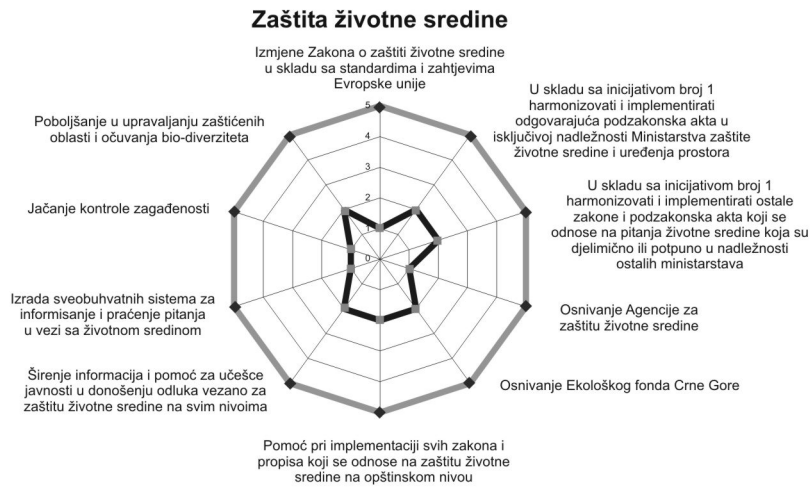 Zaštita životne sredine
Izmjene Zakona o zaštiti životne sredine
u skladu sa standardima i zahtjevima
Evropske unije
U skladu sa inicijativom broj 1
harmonizovati i implementirati
odgovarajuća podzakonska akta u
isključivoj nadležnosti Ministarstva zaštite
životne sredine i uređenja prostora
U skladu sa inicijativom broj 1
harmonizovati i implementirati ostale
zakone i podzakonska akta koji se
odnose na pitanja životne sredine koja su
djelimično ili potpuno u nadležnosti
ostalih ministarstava
Osnivanje Agencije za
zaštitu životne sredine
Osnivanje Ekološkog fonda Crne Gore
Pomoć pri implementaciji svih zakona i
propisa koji se odnose na zaštitu životne
sredine na opštinskom nivou
Širenje informacija i pomoć za učešce
javnosti u donošenju odluka vezano za
zaštitu životne sredine na svim nivoima
Izrada sveobuhvatnih sistema za
informisanje i praćenje pitanja
u vezi sa životnom sredinom
Jačanje kontrole zagađenosti
Poboljšanje u upravaljanju zaštićenih
oblasti i očuvanja bio-diverziteta
5
4
3
2
1
0